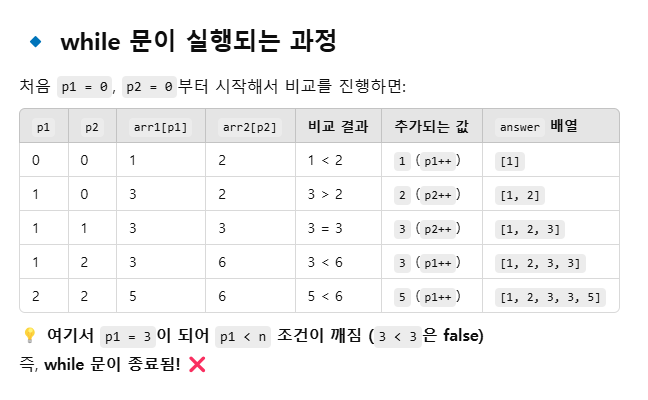 🔹 while 문이 실행되는 과정
처음 p1 = 0, p2 = 0부터 시작해서 비교를 진행하면:
p1 p2 arr1[p1] arr2[p2] 비교 결과 추가되는 값 answer 배열
0 0 1 2 1 < 2 1 (p1++) [1]
1 0 3 2 3 > 2 2 (p2++) [1, 2]
1 1 3 3 3 = 3 3 (p2++) [1, 2, 3]
1 2 3 6 3 < 6 3 (p1++) [1, 2, 3, 3]
2 2 5 6 5 < 6 5 (p1++) [1, 2, 3, 3, 5]
💡 여기서 p1 = 3이 되어 p1 < n 조건이 깨짐 (3 < 3은 false)
즉, while 문이 종료됨! ❌